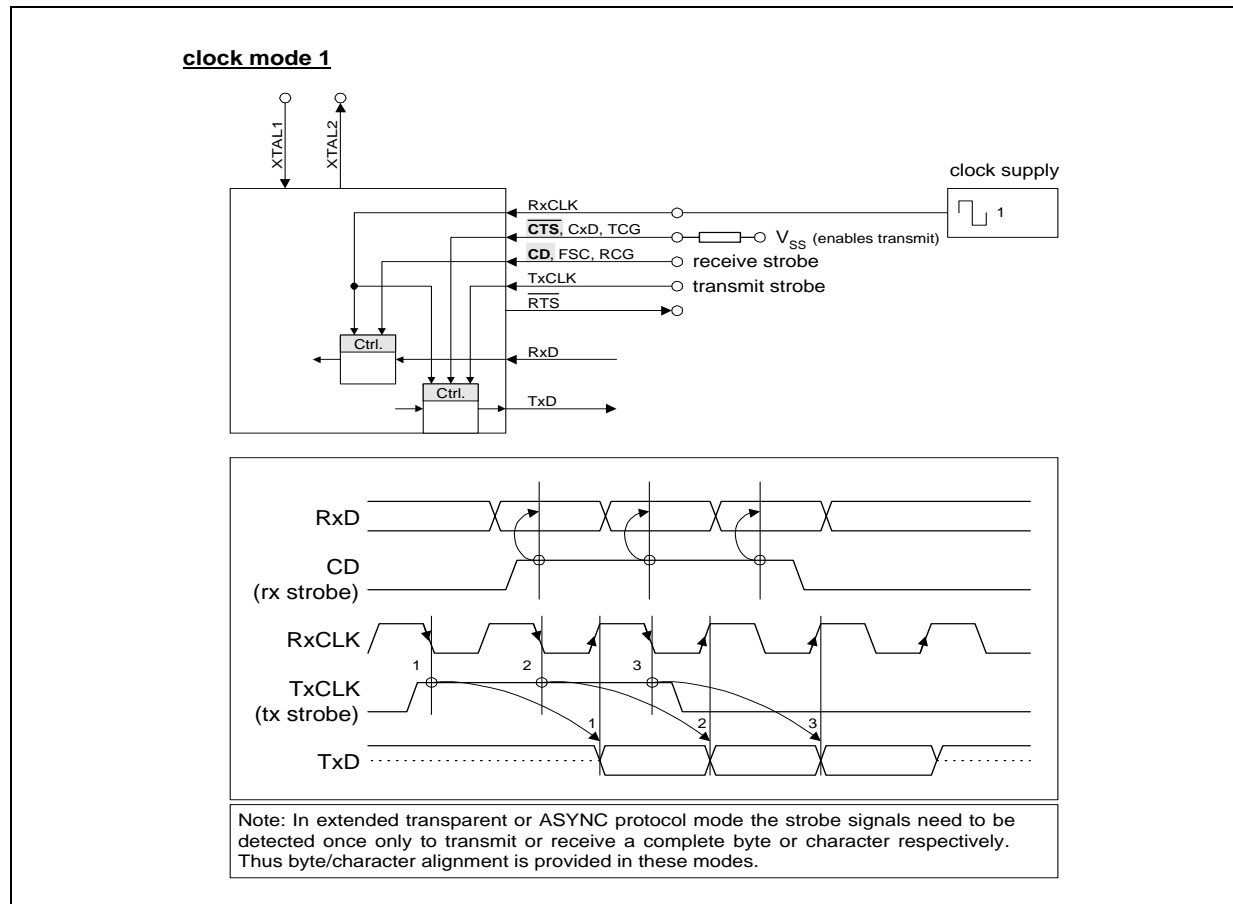 clock mode 1
XTAL1
XTAL2
clock supply
RxCLK
1
CTS, CxD, TCG
VSS (enables transmit)
CD, FSC, RCG
receive strobe
TxCLK
transmit strobe
RTS
Ctrl.
RxD
Ctrl.
TxD
RxD
CD
(rx strobe)
RxCLK
1 2 3
TxCLK
(tx strobe)
1 2 3
TxD
Note: In extended transparent or ASYNC protocol mode the strobe signals need to be
detected once only to transmit or receive a complete byte or character respectively.
Thus byte/character alignment is provided in these modes.